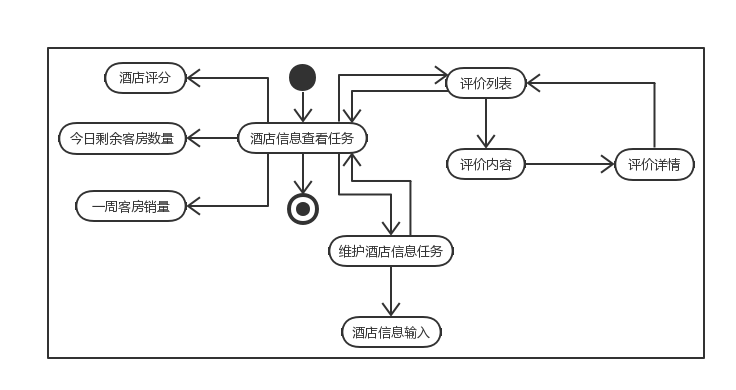 酒店评分
评价列表
今日剩余客房数量
酒店信息查看任务
评价内容
评价详情
一周客房销量
维护酒店信息任务
酒店信息输入